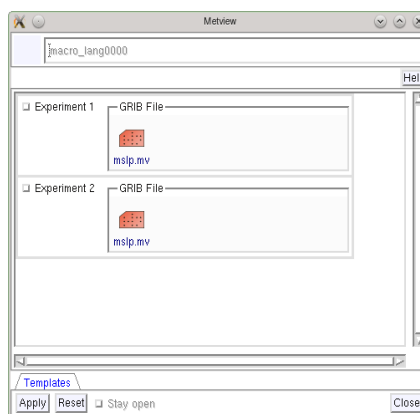 Metview
macro_lang0000
Hel
Experiment 1
GRIB File
mslp.mv
Experiment 2
GRIB File
mslp.mv
Templates
Apply Reset Stay open Close